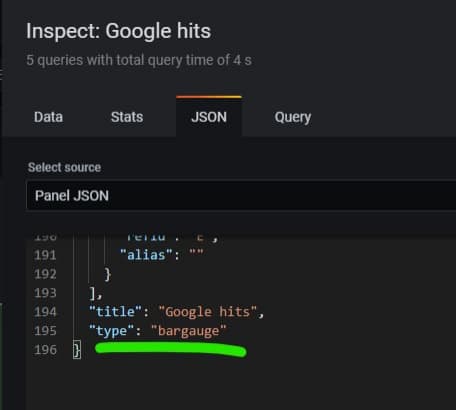 Inspect: Google hits
5 queries with total query time of 4 s
Data Stats JSON Query
Select source
Panel JSON
190 "refId": "E",
191 "alias": ""
192 }
193 ],
194 "title": "Google hits",
195 "type": "bargauge"
196 }